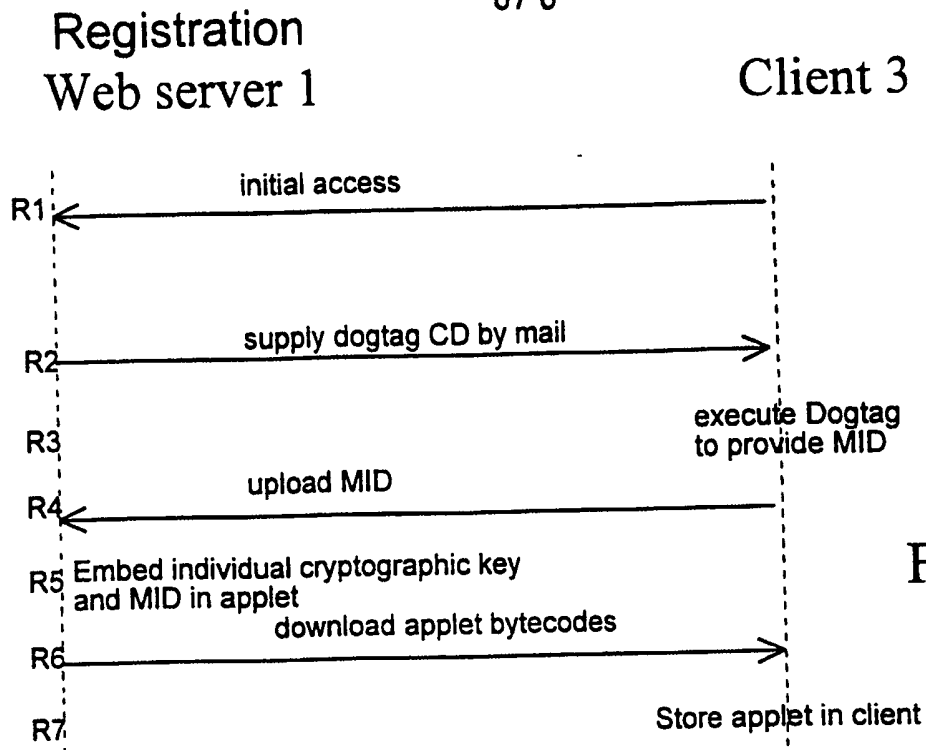 Registration
Web server 1
Client 3
R1
initial access
R2
supply dogtag CD by mail
R3
execute Dogtag
to provide MID
R4
upload MID
R5
Embed individual cryptographic key
and MID in applet
R6
download applet bytecodes
R7
Store applet in client